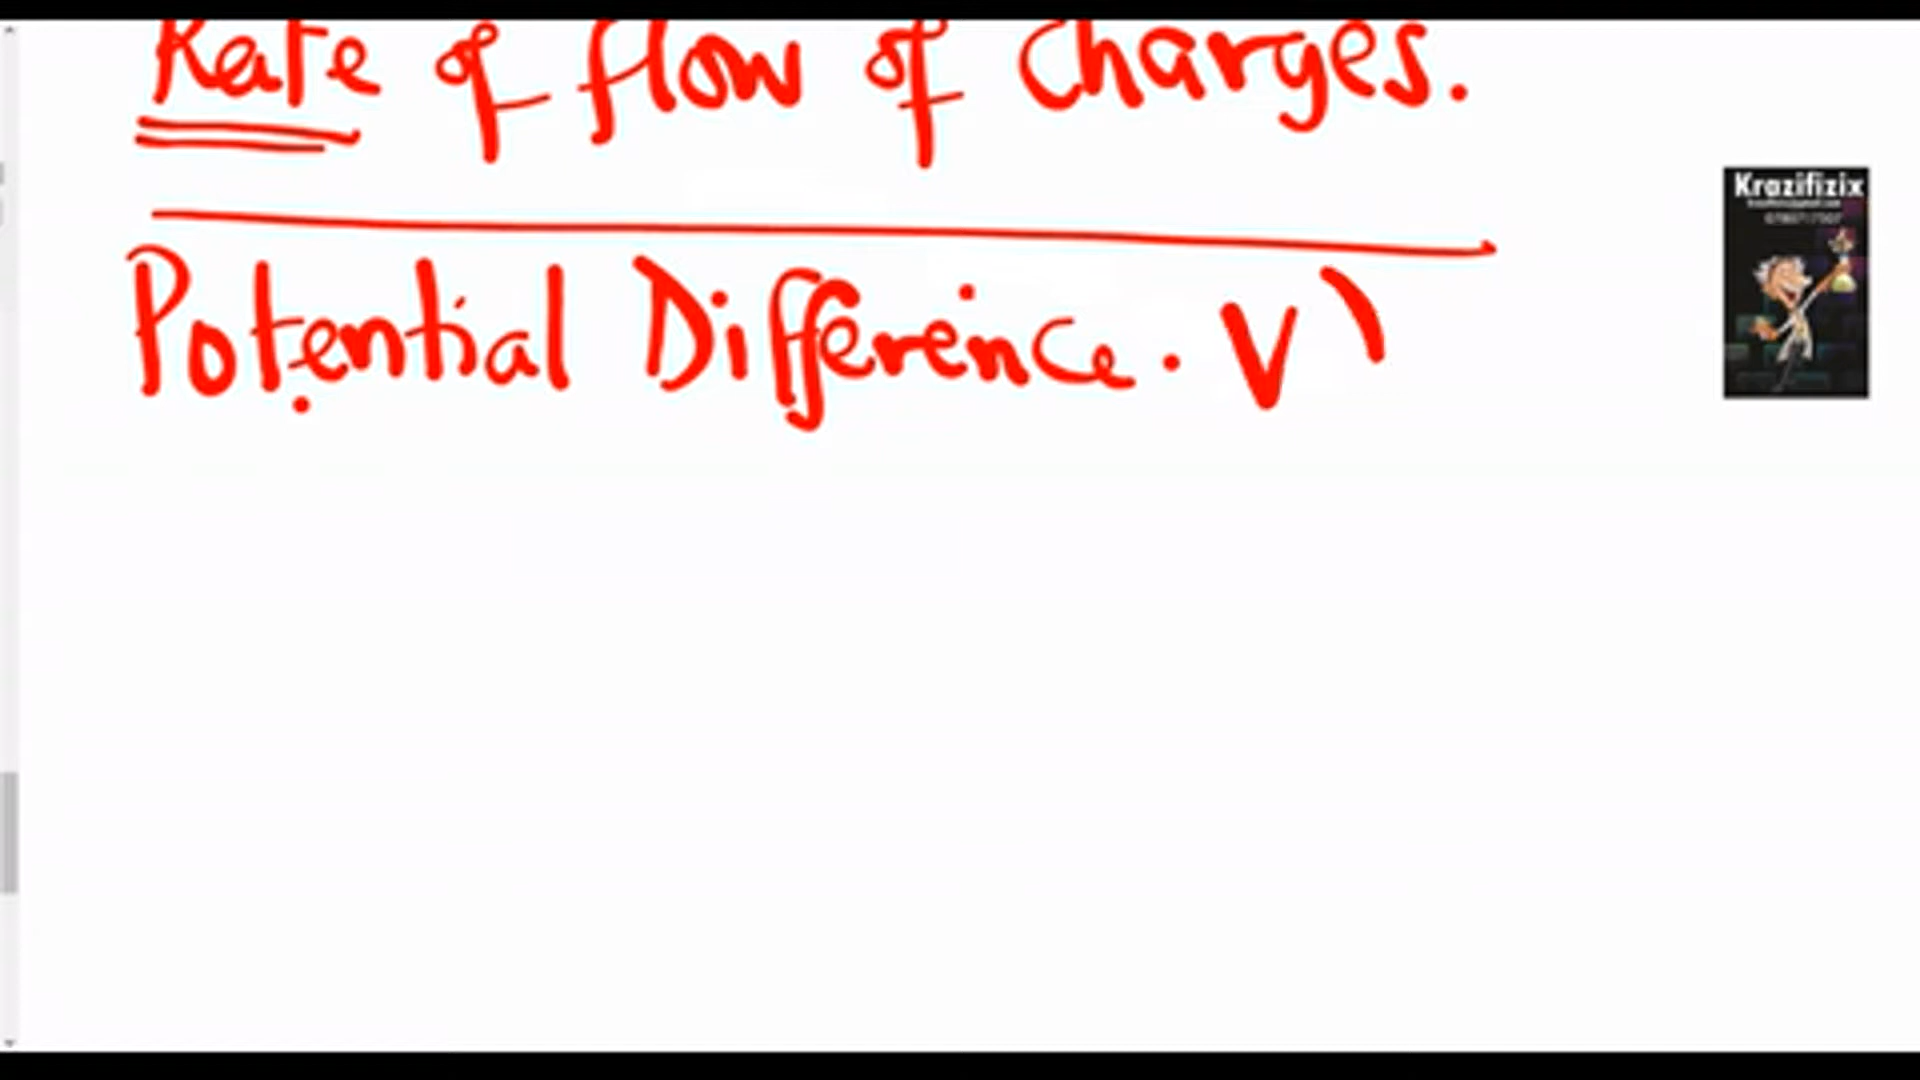 Rate of flow of charges.
Potential Difference. V)
Krazifizix